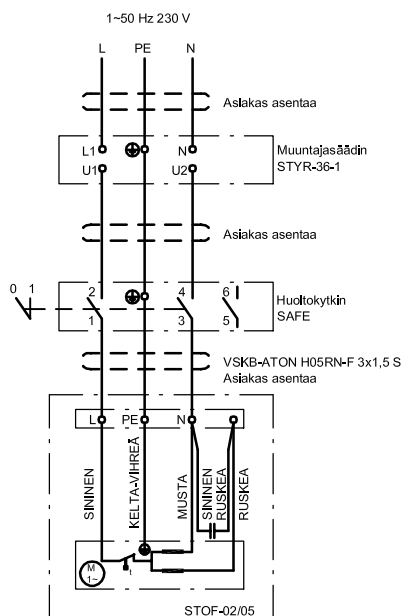 1~50 Hz 230 V
L PE N
Asiakas asentaa
L1 N
Muuntajasäädin
STYR-36-1
U1 U2
Asiakas asentaa
0 1
2 4 6
1 3 5
Huoltokytkin
SAFE
VSKB-ATON H05RN-F 3x1,5 S
Asiakas asentaa
L PE N
SININEN
KELTA-VIHREÄ
MUSTA
SININEN
RUSKEA
RUSKEA
M
1~
t
STOF-02/05